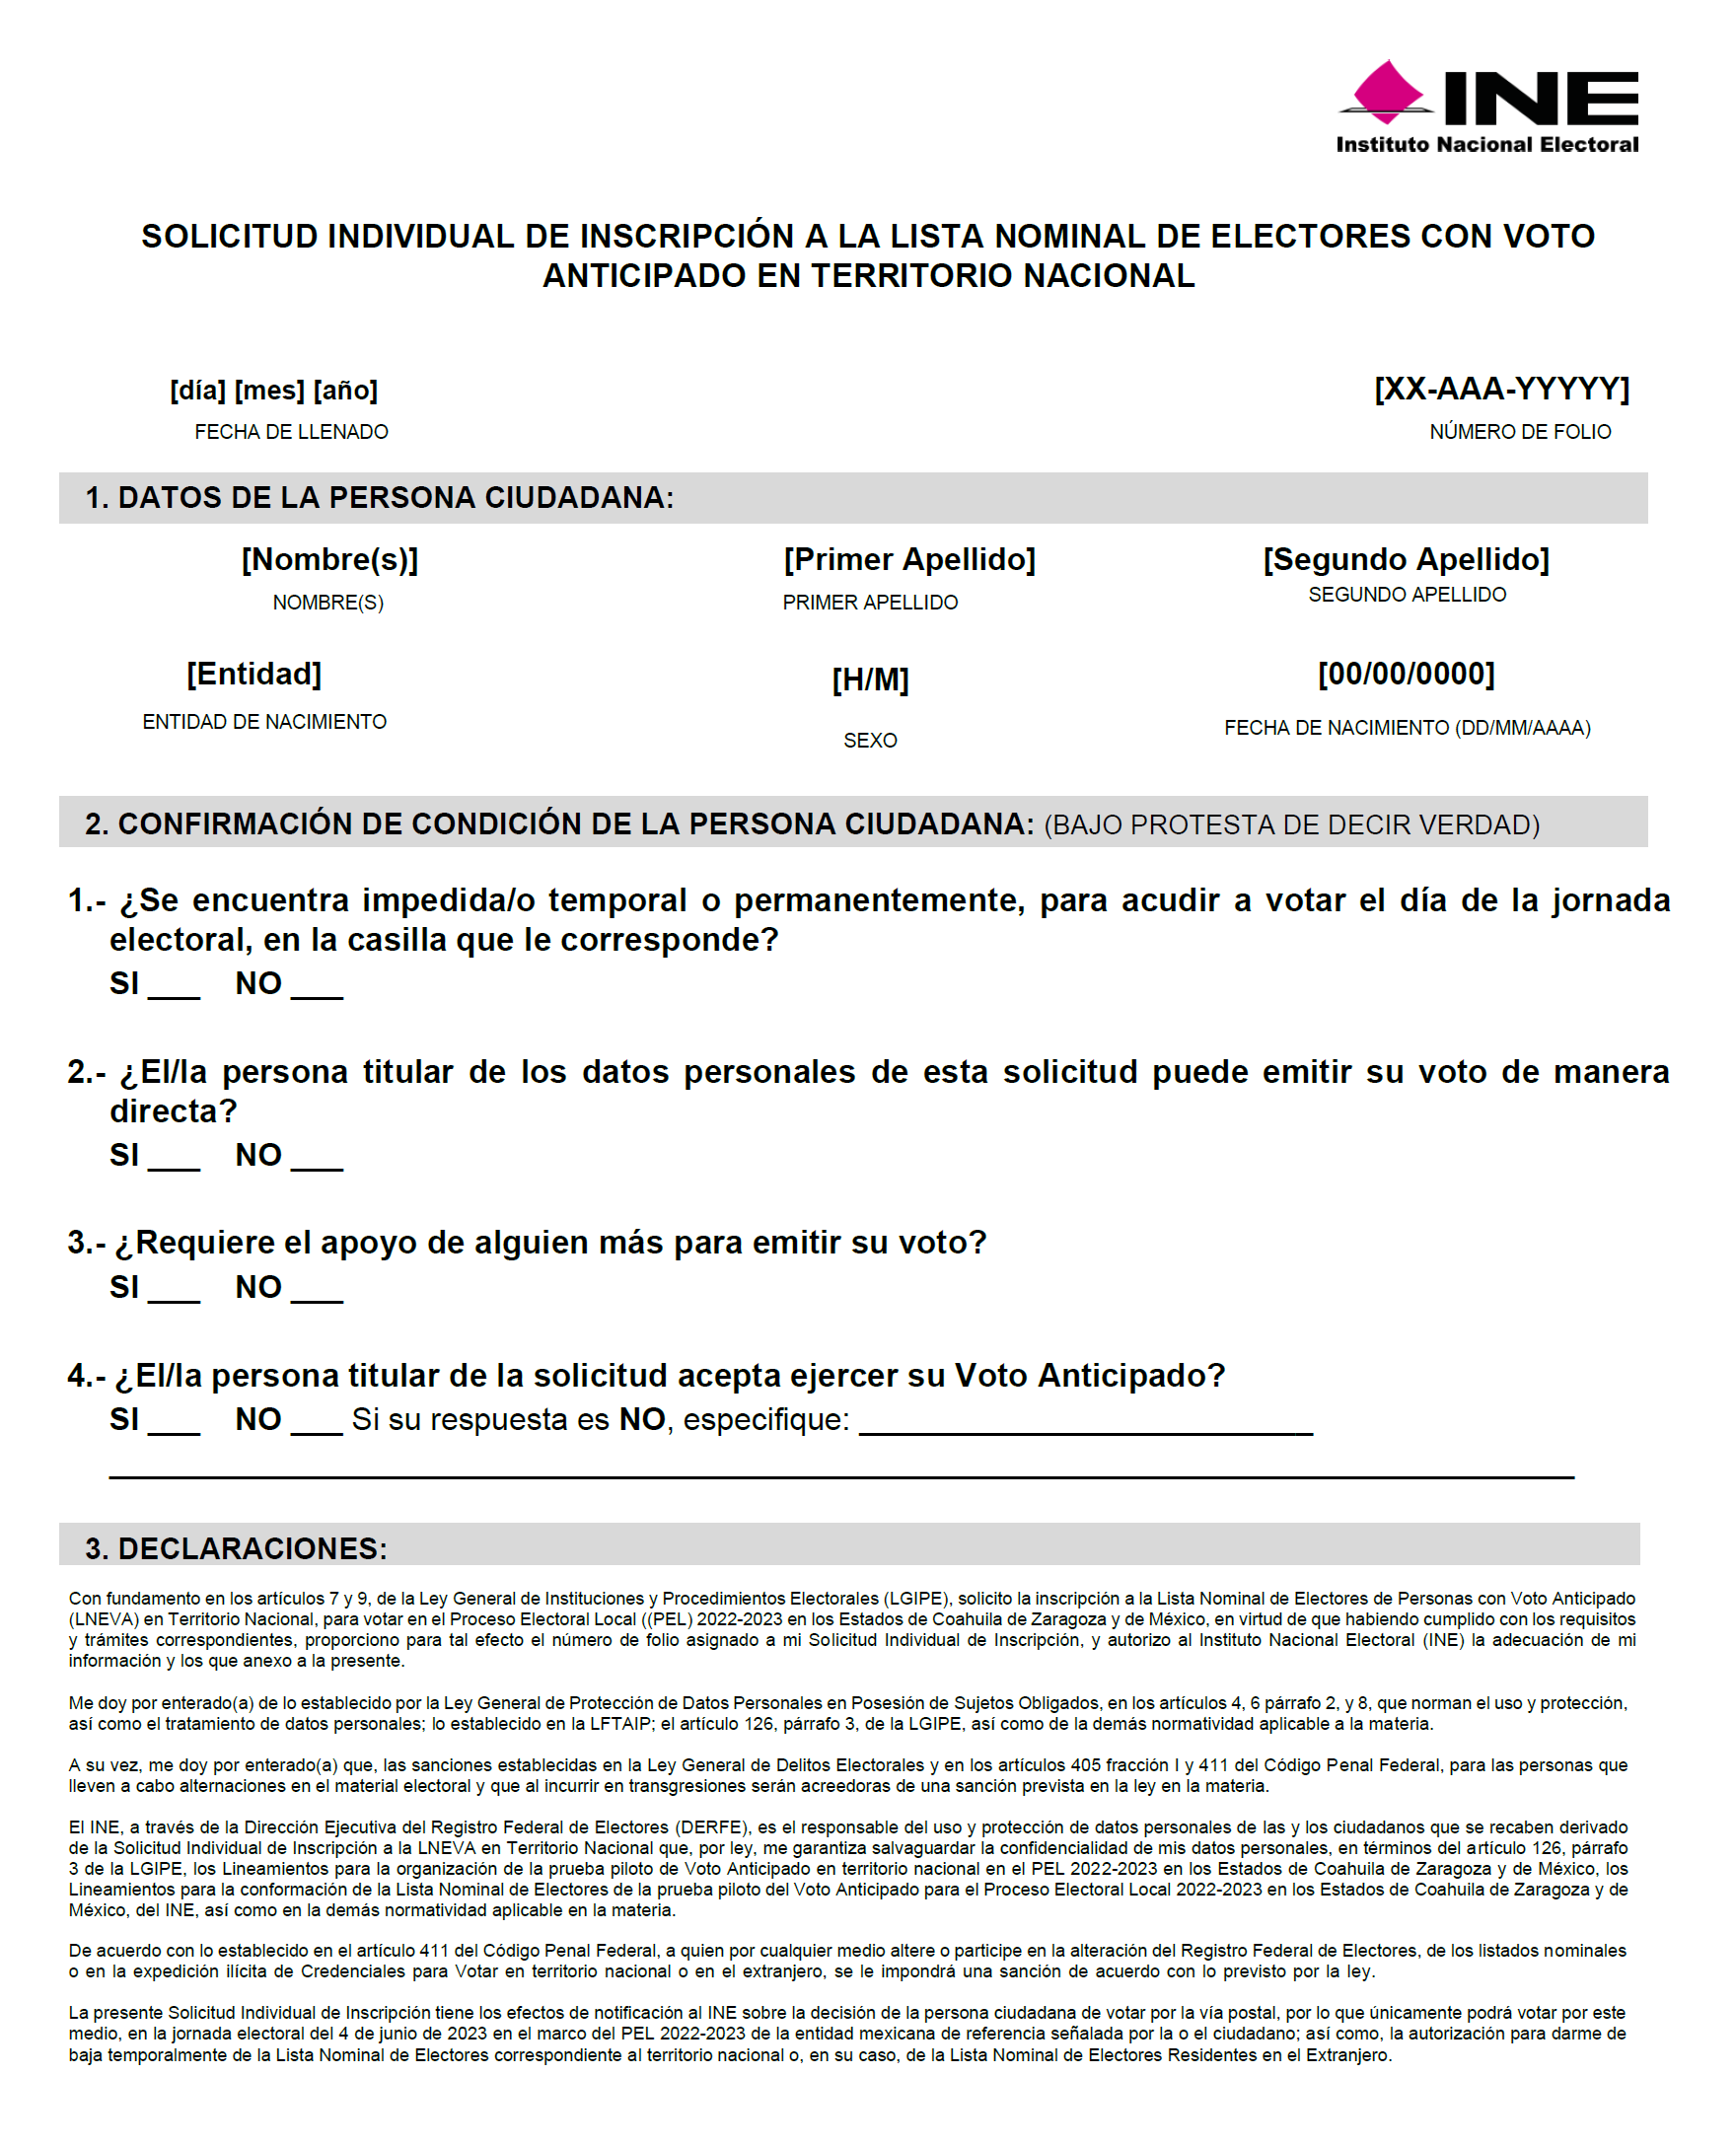 INE
Instituto Nacional Electoral
SOLICITUD INDIVIDUAL DE INSCRIPCIÓN A LA LISTA NOMINAL DE ELECTORES CON VOTO
ANTICIPADO EN TERRITORIO NACIONAL
[día] [mes] [año] [XX-AAA-YYYYY]
FECHA DE LLENADO NÚMERO DE FOLIO
1. DATOS DE LA PERSONA CIUDADANA:
[Nombre(s)] [Primer Apellido] [Segundo Apellido]
NOMBRE(S) PRIMER APELLIDO SEGUNDO APELLIDO
[Entidad] [H/M] [00/00/0000]
ENTIDAD DE NACIMIENTO SEXO FECHA DE NACIMIENTO (DD/MM/AAAA)
2. CONFIRMACIÓN DE CONDICIÓN DE LA PERSONA CIUDADANA: (BAJO PROTESTA DE DECIR VERDAD)
1.- ¿Se encuentra impedida/o temporal o permanentemente, para acudir a votar el día de la jornada
electoral, en la casilla que le corresponde?
SI ___ NO ___
2.- ¿El/la persona titular de los datos personales de esta solicitud puede emitir su voto de manera
directa?
SI ___ NO ___
3.- ¿Requiere el apoyo de alguien más para emitir su voto?
SI ___ NO ___
4.- ¿El/la persona titular de la solicitud acepta ejercer su Voto Anticipado?
SI ___ NO ___ Si su respuesta es NO, especifique: __________________________
3. DECLARACIONES:
Con fundamento en los artículos 7 y 9, de la Ley General de Instituciones y Procedimientos Electorales (LGIPE), solicito la inscripción a la Lista Nominal de Electores de Personas con Voto Anticipado
(LNEVA) en Territorio Nacional, para votar en el Proceso Electoral Local ((PEL) 2022-2023 en los Estados de Coahuila de Zaragoza y de México, en virtud de que habiendo cumplido con los requisitos
y trámites correspondientes, proporciono para tal efecto el número de folio asignado a mi Solicitud Individual de Inscripción, y autorizo al Instituto Nacional Electoral (INE) la adecuación de mi
información y los que anexo a la presente.
Me doy por enterado(a) de lo establecido por la Ley General de Protección de Datos Personales en Posesión de Sujetos Obligados, en los artículos 4, 6 párrafo 2, y 8, que norman el uso y protección,
así como el tratamiento de datos personales; lo establecido en la LFTAIP; el artículo 126, párrafo 3, de la LGIPE, así como de la demás normatividad aplicable a la materia.
A su vez, me doy por enterado(a) que, las sanciones establecidas en la Ley General de Delitos Electorales y en los artículos 405 fracción I y 411 del Código Penal Federal, para las personas que
lleven a cabo alternaciones en el material electoral y que al incurrir en transgresiones serán acreedoras de una sanción prevista en la ley en la materia.
El INE, a través de la Dirección Ejecutiva del Registro Federal de Electores (DERFE), es el responsable del uso y protección de datos personales de las y los ciudadanos que se recaben derivado
de la Solicitud Individual de Inscripción a la LNEVA en Territorio Nacional que, por ley, me garantiza salvaguardar la confidencialidad de mis datos personales, en términos del artículo 126, párrafo
3 de la LGIPE, los Lineamientos para la organización de la prueba piloto de Voto Anticipado en territorio nacional en el PEL 2022-2023 en los Estados de Coahuila de Zaragoza y de México, los
Lineamientos para la conformación de la Lista Nominal de Electores de la prueba piloto del Voto Anticipado para el Proceso Electoral Local 2022-2023 en los Estados de Coahuila de Zaragoza y de
México, del INE, así como en la demás normatividad aplicable en la materia.
De acuerdo con lo establecido en el artículo 411 del Código Penal Federal, a quien por cualquier medio altere o participe en la alteración del Registro Federal de Electores, de los listados nominales
o en la expedición ilícita de Credenciales para Votar en territorio nacional o en el extranjero, se le impondrá una sanción de acuerdo con lo previsto por la ley.
La presente Solicitud Individual de Inscripción tiene los efectos de notificación al INE sobre la decisión de la persona ciudadana de votar por la vía postal, por lo que únicamente podrá votar por este
medio, en la jornada electoral del 4 de junio de 2023 en el marco del PEL 2022-2023 de la entidad mexicana de referencia señalada por la o el ciudadano; así como, la autorización para darme de
baja temporalmente de la Lista Nominal de Electores correspondiente al territorio nacional o, en su caso, de la Lista Nominal de Electores Residentes en el Extranjero.